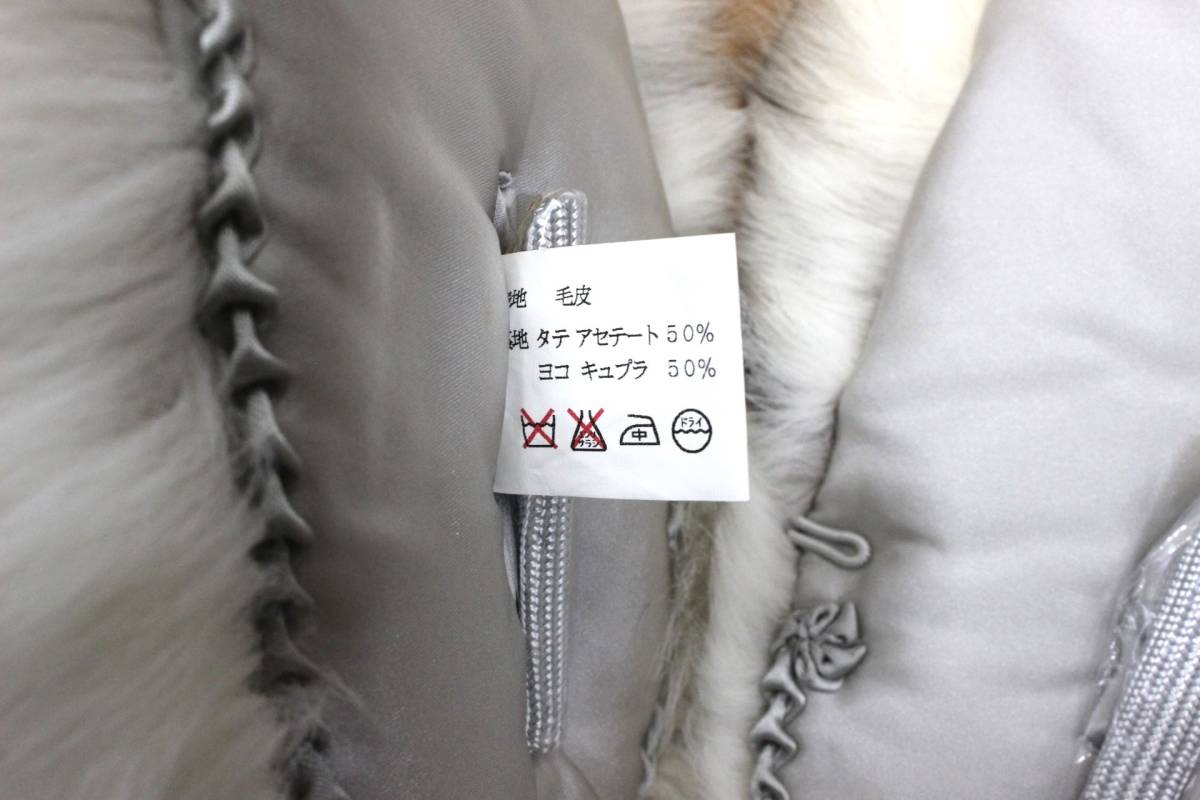 地 毛皮
地 タテ アセテート 50%
ヨコ キュプラ 50%
中 ドライ